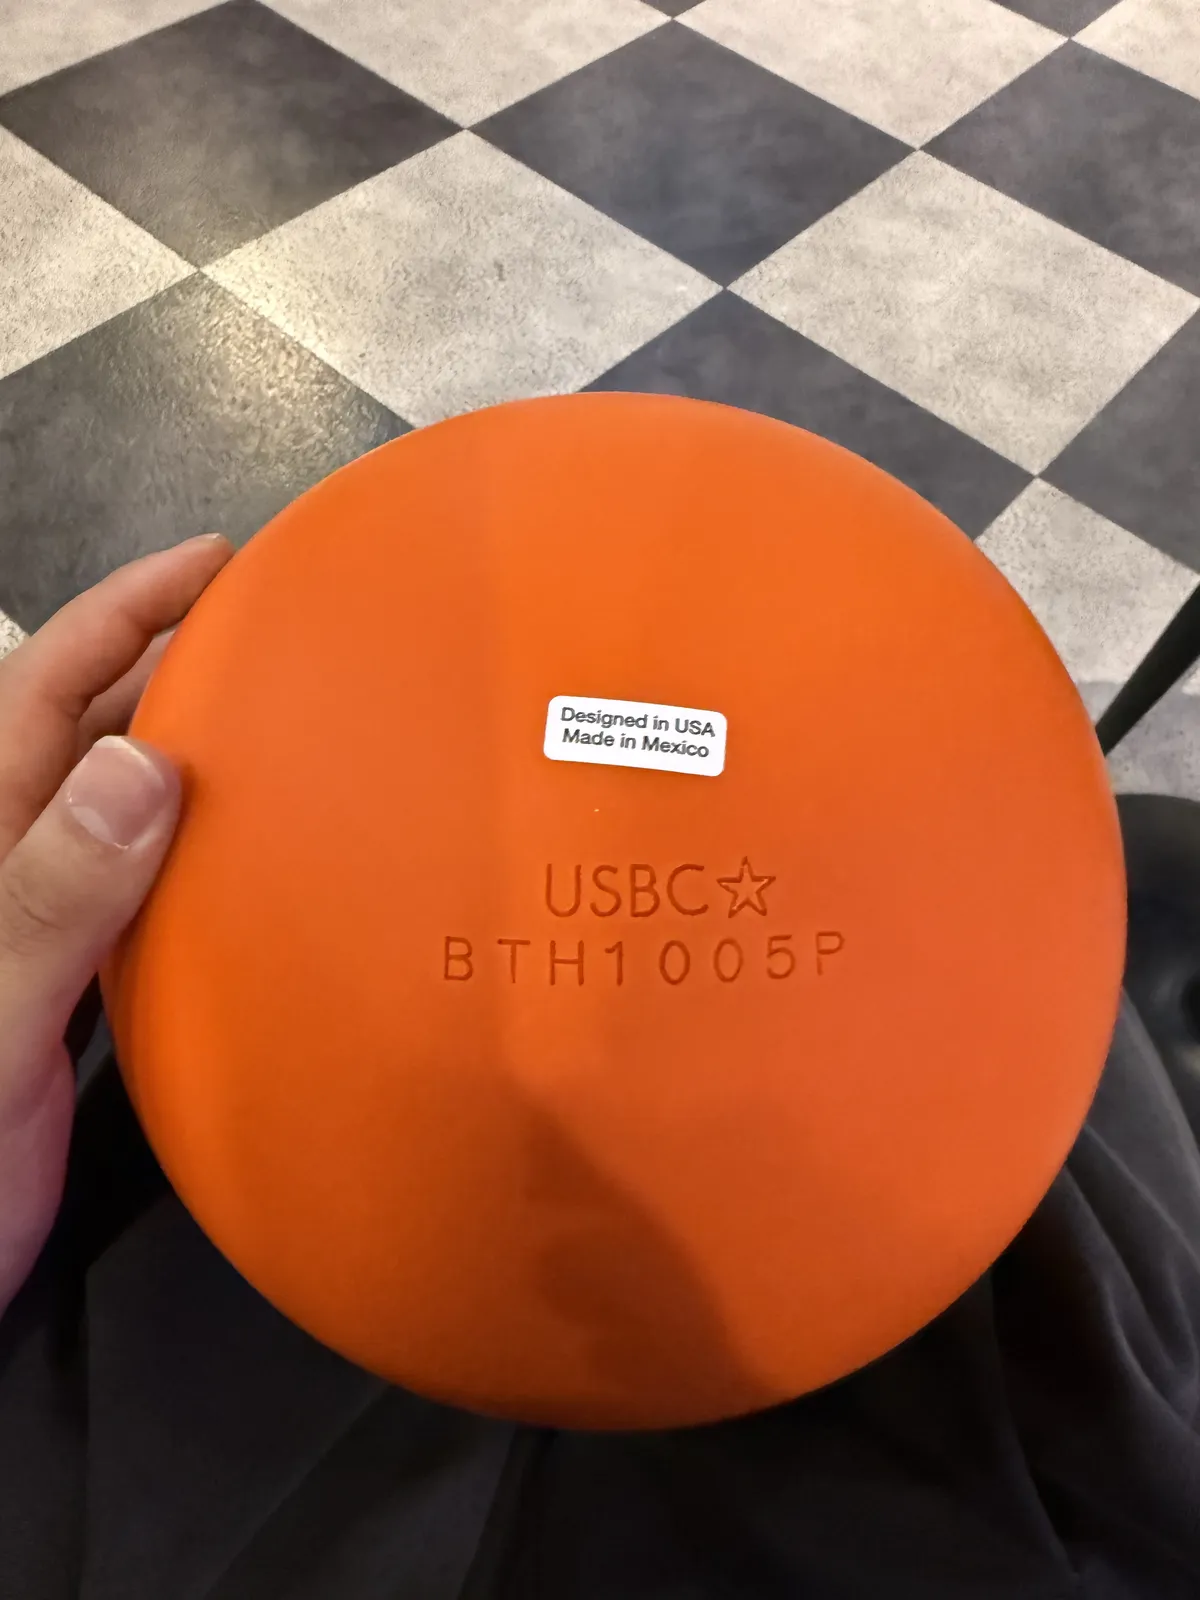 Designed in USA
Made in Mexico
USBC☆
BTH1005P